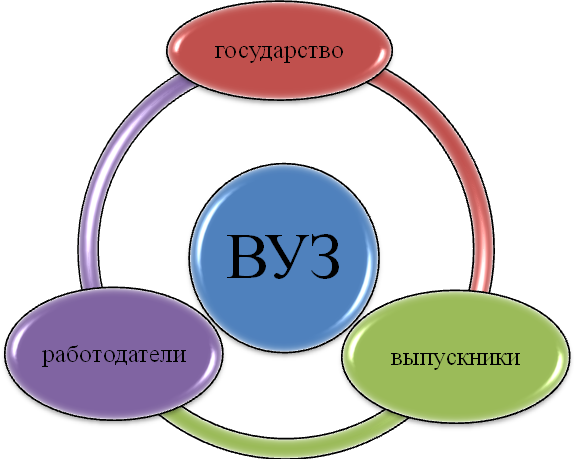 государство
ВУЗ
работодатели
выпускники